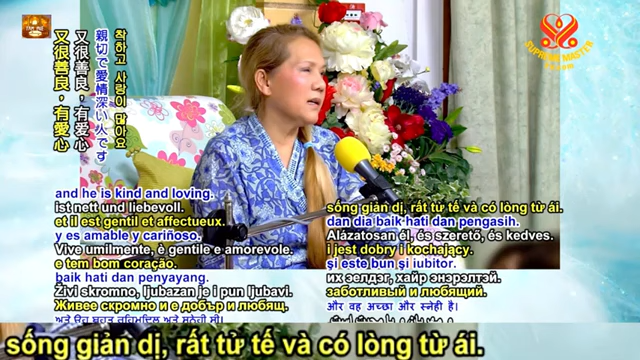 SUPREME MASTER
又很善良，有愛心
又很善良，有爱心
親切で愛情深い人です
착하고 사랑이 많아요
and he is kind and loving.
ist nett und liebevoll.
et il est gentil et affectueux.
y es amable y cariñoso.
Vive umilmente, è gentile e amorevole.
e tem bom coração.
baik hati dan penyayang.
Živi skromno, ljubazan je i pun ljubavi.
Живее скромно и е добър и любящ.
sống giản dị, rất tử tế và có lòng từ ái.
dan dia baik hati dan pengasih.
Alázatosan él, és szerető, és kedves.
i jest dobry i kochający.
și este bun și iubitor.
их зөлдэг, хайр энэрэлтэй.
заботливый и любящий.
और वह अच्छा और स्नेही है।
sống giản dị, rất tử tế và có lòng từ ái.